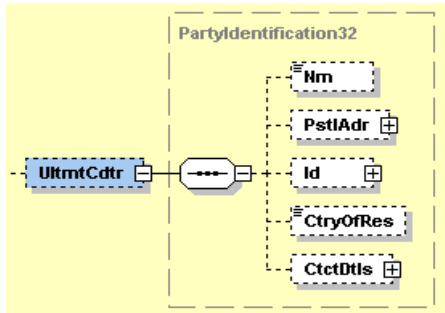 PartyIdentification32
Nm
PstlAdr
UltmtCdtr
Id
CtryOfRes
CtctDtls